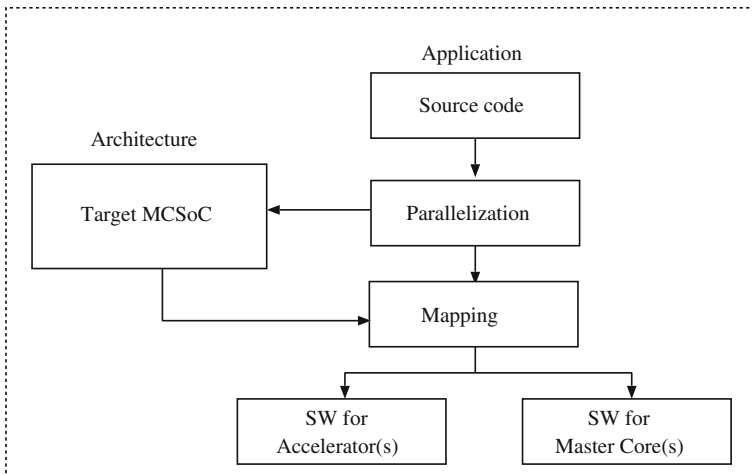 Application
Source code
Architecture
Target MCSoC
Parallelization
Mapping
SW for
Accelerator(s)
SW for
Master Core(s)